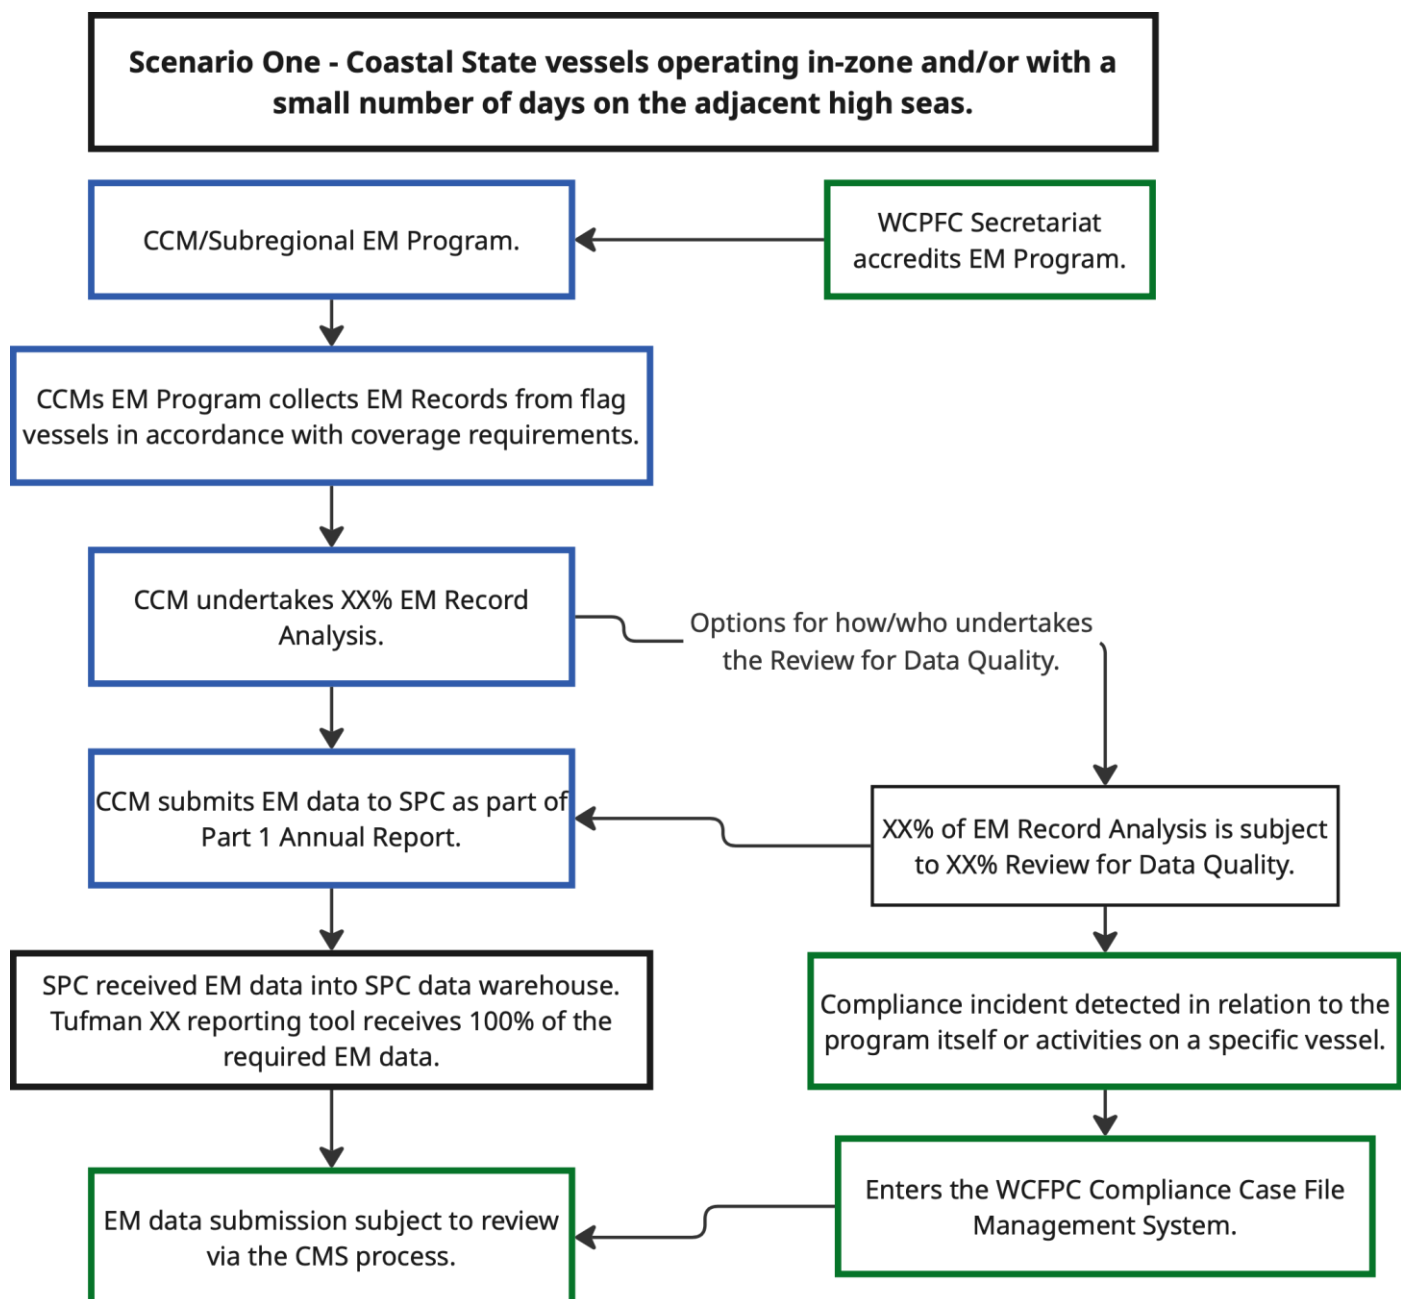 Scenario One - Coastal State vessels operating in-zone and/or with a
small number of days on the adjacent high seas.
CCM/Subregional EM Program.
WCPFC Secretariat
accredits EM Program.
CCMs EM Program collects EM Records from flag
vessels in accordance with coverage requirements.
CCM undertakes XX% EM Record
Analysis.
Options for how/who undertakes
the Review for Data Quality.
CCM submits EM data to SPC as part of
Part 1 Annual Report.
XX% of EM Record Analysis is subject
to XX% Review for Data Quality.
SPC received EM data into SPC data warehouse.
Tufman XX reporting tool receives 100% of the
required EM data.
Compliance incident detected in relation to the
program itself or activities on a specific vessel.
Enters the WCFPC Compliance Case File
Management System.
EM data submission subject to review
via the CMS process.